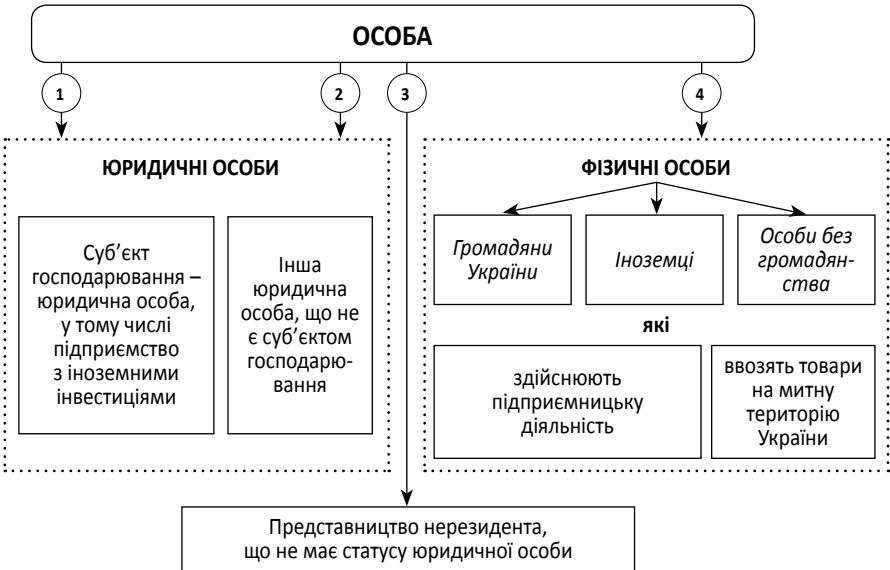 ОСОБА
1
2
3
4
ЮРИДИЧНІ ОСОБИ
Суб’єкт
господарювання –
юридична особа,
у тому числі
підприємство
з іноземними
інвестиціями
Інша
юридична
особа, що не
є суб’єктом
господарю-
вання
ФІЗИЧНІ ОСОБИ
Громадяни
України
Іноземці
Особи без
громадян-
ства
які
здійснюють
підприємницьку
діяльність
ввозять товари
на митну
територію
України
Представництво нерезидента,
що не має статусу юридичної особи